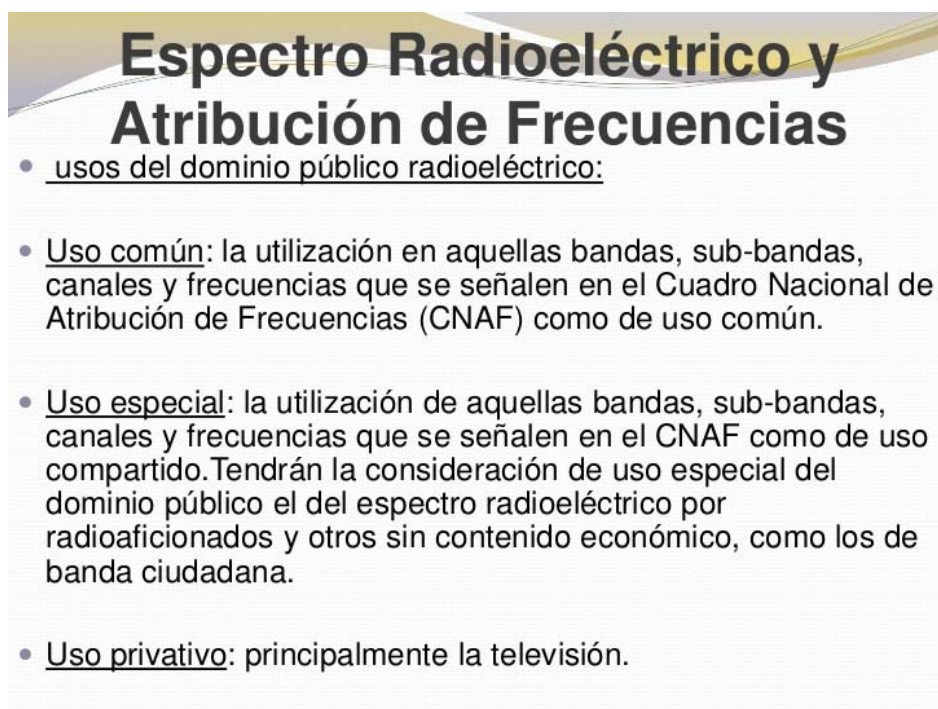 Espectro Radioeléctrico y
Atribución de Frecuencias
usos del dominio público radioeléctrico:
Uso común: la utilización en aquellas bandas, sub-bandas,
canales y frecuencias que se señalen en el Cuadro Nacional de
Atribución de Frecuencias (CNAF) como de uso común.
Uso especial: la utilización de aquellas bandas, sub-bandas,
canales y frecuencias que se señalen en el CNAF como de uso
compartido.Tendrán la consideración de uso especial del
dominio público el del espectro radioeléctrico por
radioaficionados y otros sin contenido económico, como los de
banda ciudadana.
Uso privativo: principalmente la televisión.